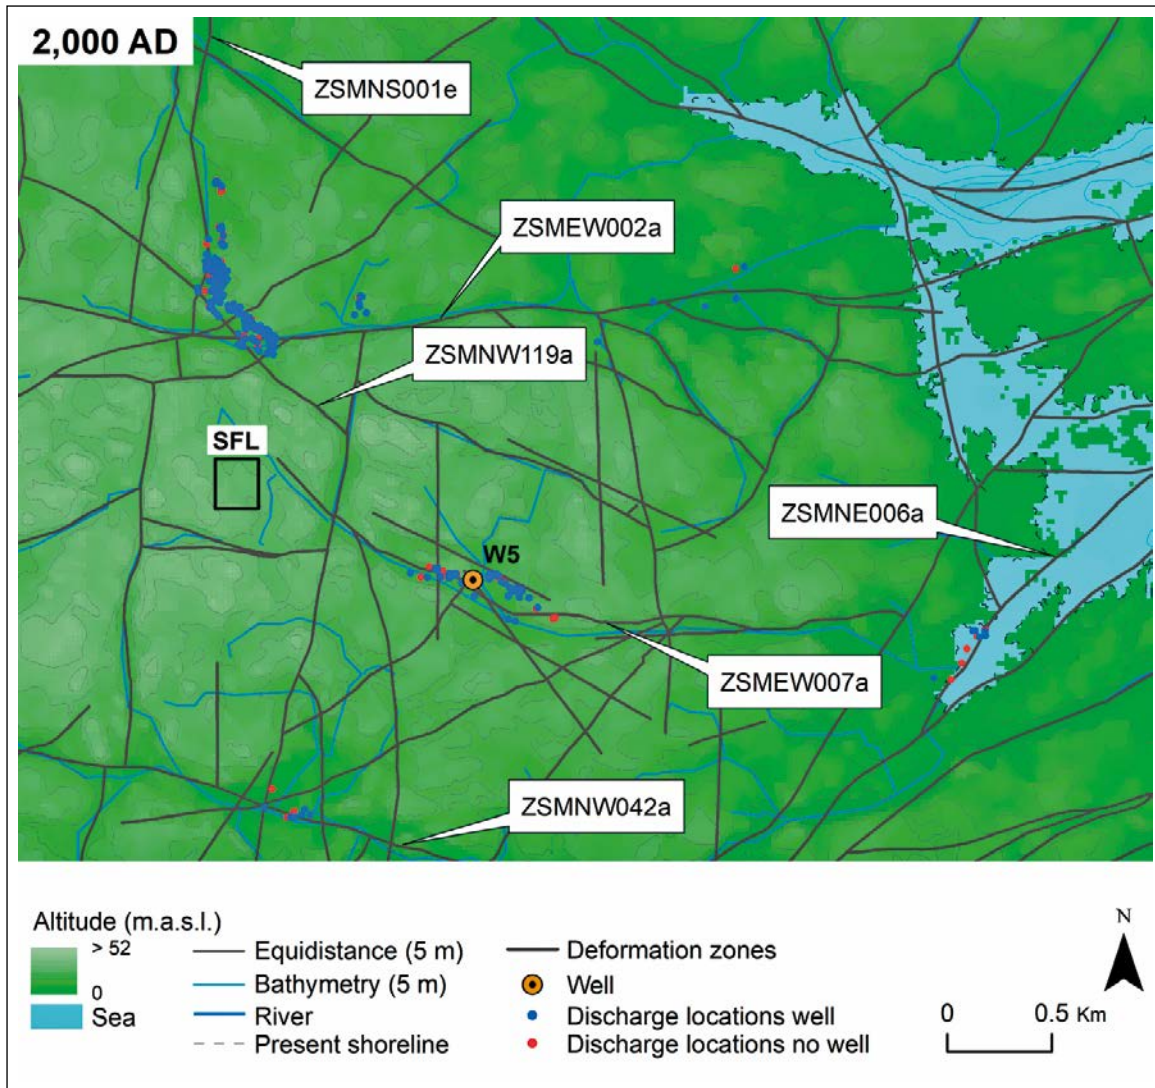 2,000 AD
ZSMNS001e
ZSMEW002a
ZSMNW119a
SFL
ZSMNE006a
W5
ZSMEW007a
ZSMNW042a
Altitude (m.a.s.l.)
> 52
0
Sea
Equidistance (5 m)
Bathymetry (5 m)
River
Present shoreline
Deformation zones
Well
Discharge locations well
Discharge locations no well
N
0 0.5 Km